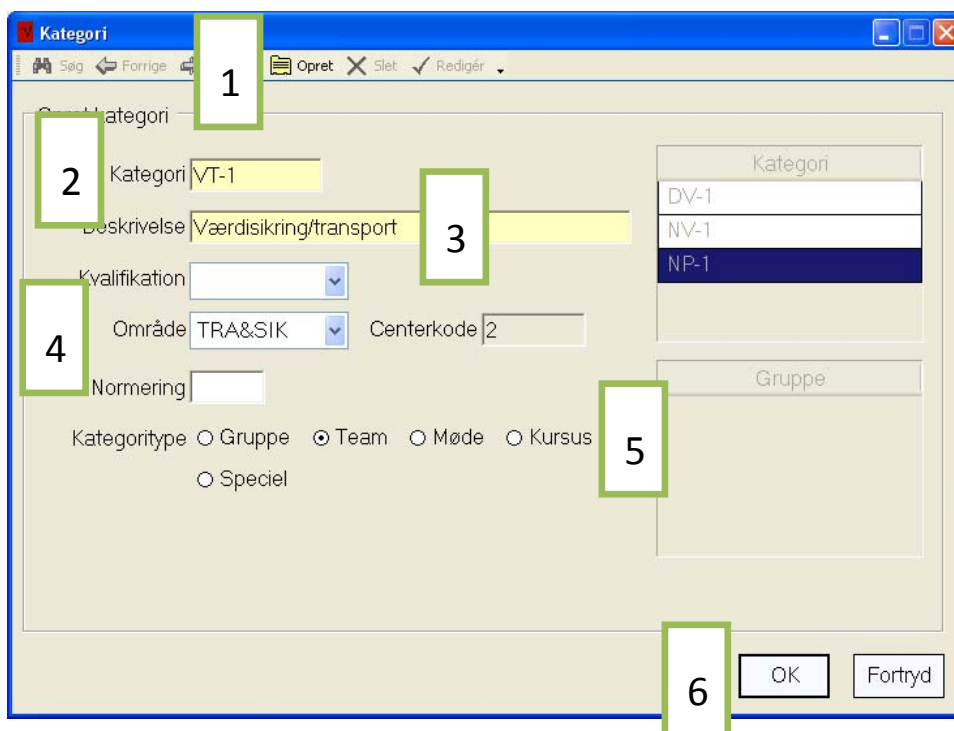 Kategori
Søg Forrige Opret Slet Redigér
1
kategori
2
Kategori VT-1
Beskrivelse Værdisikring/transport
3
Kvalifikation
4
Område TRA&SIK Centerkode 2
Normering
Kategoritype Gruppe Team Møde Kursus
Speciel
5
Kategori
DV-1
NV-1
NP-1
Gruppe
6
OK Fortryd